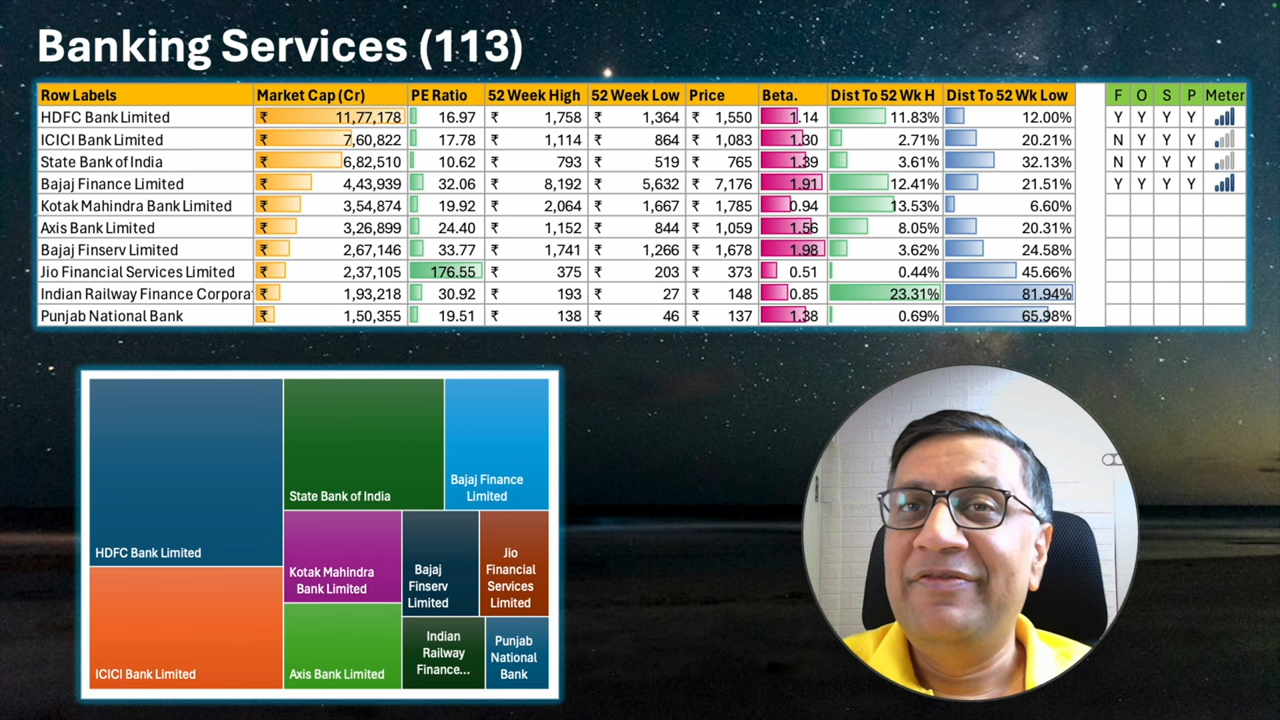 Banking Services (113)
Row Labels Market Cap (Cr) PE Ratio 52 Week High 52 Week Low Price Beta. Dist To 52 Wk H Dist To 52 Wk Low F O S P Meter
HDFC Bank Limited ₹ 11,77,178 16.97 ₹ 1,758 ₹ 1,364 ₹ 1,550 1.14 11.83% 12.00% Y Y Y Y
ICICI Bank Limited ₹ 7,60,822 17.78 ₹ 1,114 ₹ 864 ₹ 1,083 1.30 2.71% 20.21% N Y Y Y
State Bank of India ₹ 6,82,510 10.62 ₹ 793 ₹ 519 ₹ 765 1.39 3.61% 32.13% N Y Y Y
Bajaj Finance Limited ₹ 4,43,939 32.06 ₹ 8,192 ₹ 5,632 ₹ 7,176 1.91 12.41% 21.51% Y Y Y Y
Kotak Mahindra Bank Limited ₹ 3,54,874 19.92 ₹ 2,064 ₹ 1,667 ₹ 1,785 0.94 13.53% 6.60%
Axis Bank Limited ₹ 3,26,899 24.40 ₹ 1,152 ₹ 844 ₹ 1,059 1.56 8.05% 20.31%
Bajaj Finserv Limited ₹ 2,67,146 33.77 ₹ 1,741 ₹ 1,266 ₹ 1,678 1.98 3.62% 24.58%
Jio Financial Services Limited ₹ 2,37,105 176.55 ₹ 375 ₹ 203 ₹ 373 0.51 0.44% 45.66%
Indian Railway Finance Corpora ₹ 1,93,218 30.92 ₹ 193 ₹ 27 ₹ 148 0.85 23.31% 81.94%
Punjab National Bank ₹ 1,50,355 19.51 ₹ 138 ₹ 46 ₹ 137 1.38 0.69% 65.98%
HDFC Bank Limited
ICICI Bank Limited
State Bank of India
Bajaj Finance
Limited
Kotak Mahindra
Bank Limited
Axis Bank Limited
Bajaj
Finserv
Limited
Jio
Financial
Services
Limited
Indian
Railway
Finance...
Punjab
National
Bank